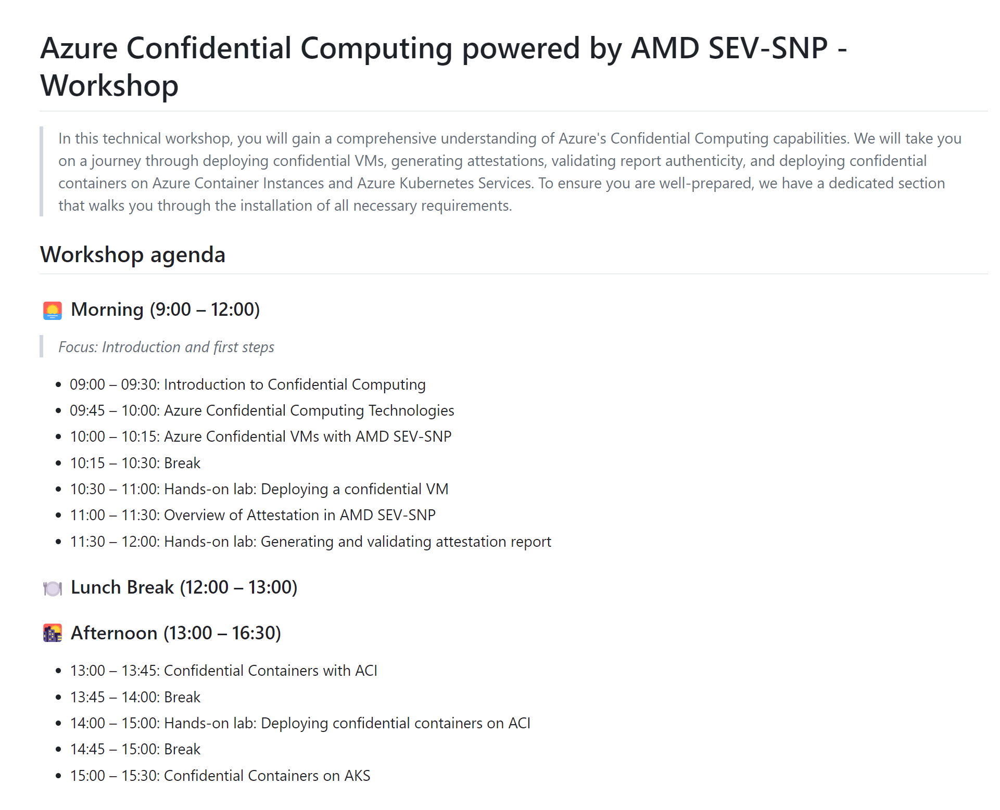 Azure Confidential Computing powered by AMD SEV-SNP -
Workshop
In this technical workshop, you will gain a comprehensive understanding of Azure's Confidential Computing capabilities. We will take you
on a journey through deploying confidential VMs, generating attestations, validating report authenticity, and deploying confidential
containers on Azure Container Instances and Azure Kubernetes Services. To ensure you are well-prepared, we have a dedicated section
that walks you through the installation of all necessary requirements.
Workshop agenda
Morning (9:00 – 12:00)
Focus: Introduction and first steps
• 09:00 – 09:30: Introduction to Confidential Computing
• 09:45 – 10:00: Azure Confidential Computing Technologies
• 10:00 – 10:15: Azure Confidential VMs with AMD SEV-SNP
• 10:15 – 10:30: Break
• 10:30 – 11:00: Hands-on lab: Deploying a confidential VM
• 11:00 – 11:30: Overview of Attestation in AMD SEV-SNP
• 11:30 – 12:00: Hands-on lab: Generating and validating attestation report
Lunch Break (12:00 – 13:00)
Afternoon (13:00 – 16:30)
• 13:00 – 13:45: Confidential Containers with ACI
• 13:45 – 14:00: Break
• 14:00 – 15:00: Hands-on lab: Deploying confidential containers on ACI
• 14:45 – 15:00: Break
• 15:00 – 15:30: Confidential Containers on AKS